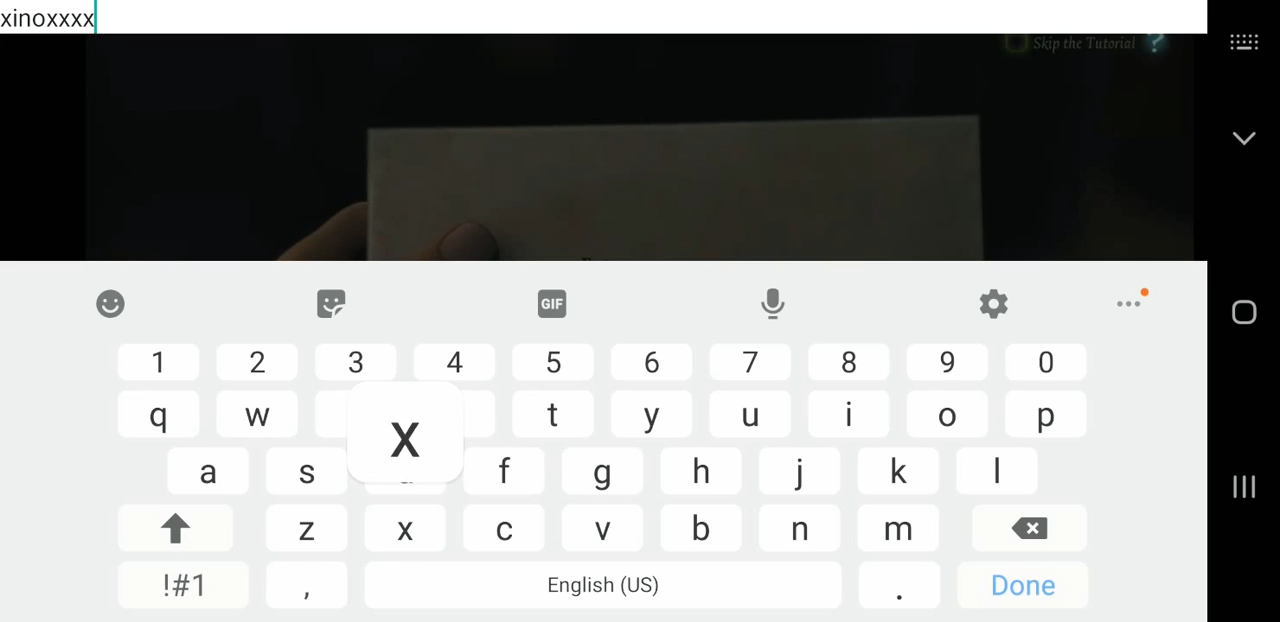 xinoxxxx
Skip the Tutorial ?
GIF
1 2 3 4 5 6 7 8 9 0
q w t y u i o p
X
a s f g h j k l
z x c v b n m
!#1 , English (US) . Done